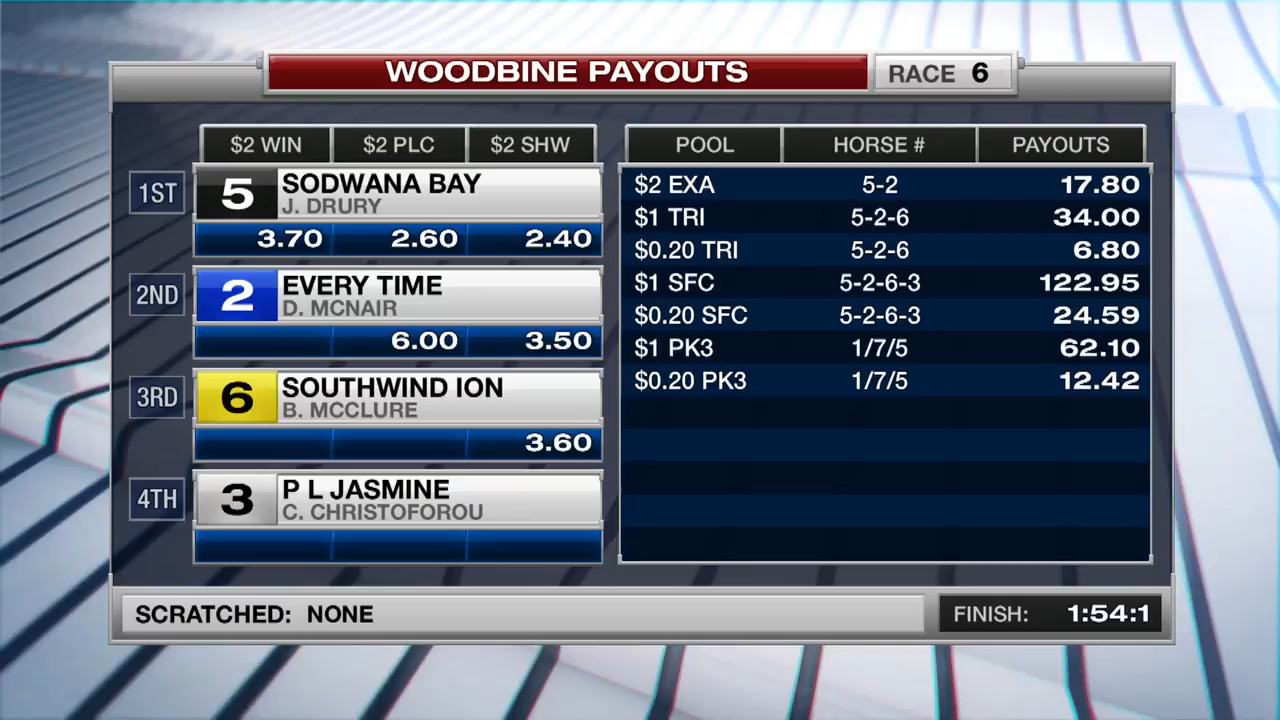 WOODBINE PAYOUTS RACE 6
$2 WIN $2 PLC $2 SHW
1ST 5 SODWANA BAY
J. DRURY
3.70 2.60 2.40
2ND 2 EVERY TIME
D. MCNAIR
6.00 3.50
3RD 6 SOUTHWIND ION
B. MCCLURE
3.60
4TH 3 P L JASMINE
C. CHRISTOFOROU
POOL HORSE # PAYOUTS
$2 EXA 5-2 17.80
$1 TRI 5-2-6 34.00
$0.20 TRI 5-2-6 6.80
$1 SFC 5-2-6-3 122.95
$0.20 SFC 5-2-6-3 24.59
$1 PK3 1/7/5 62.10
$0.20 PK3 1/7/5 12.42
SCRATCHED: NONE
FINISH: 1:54:1